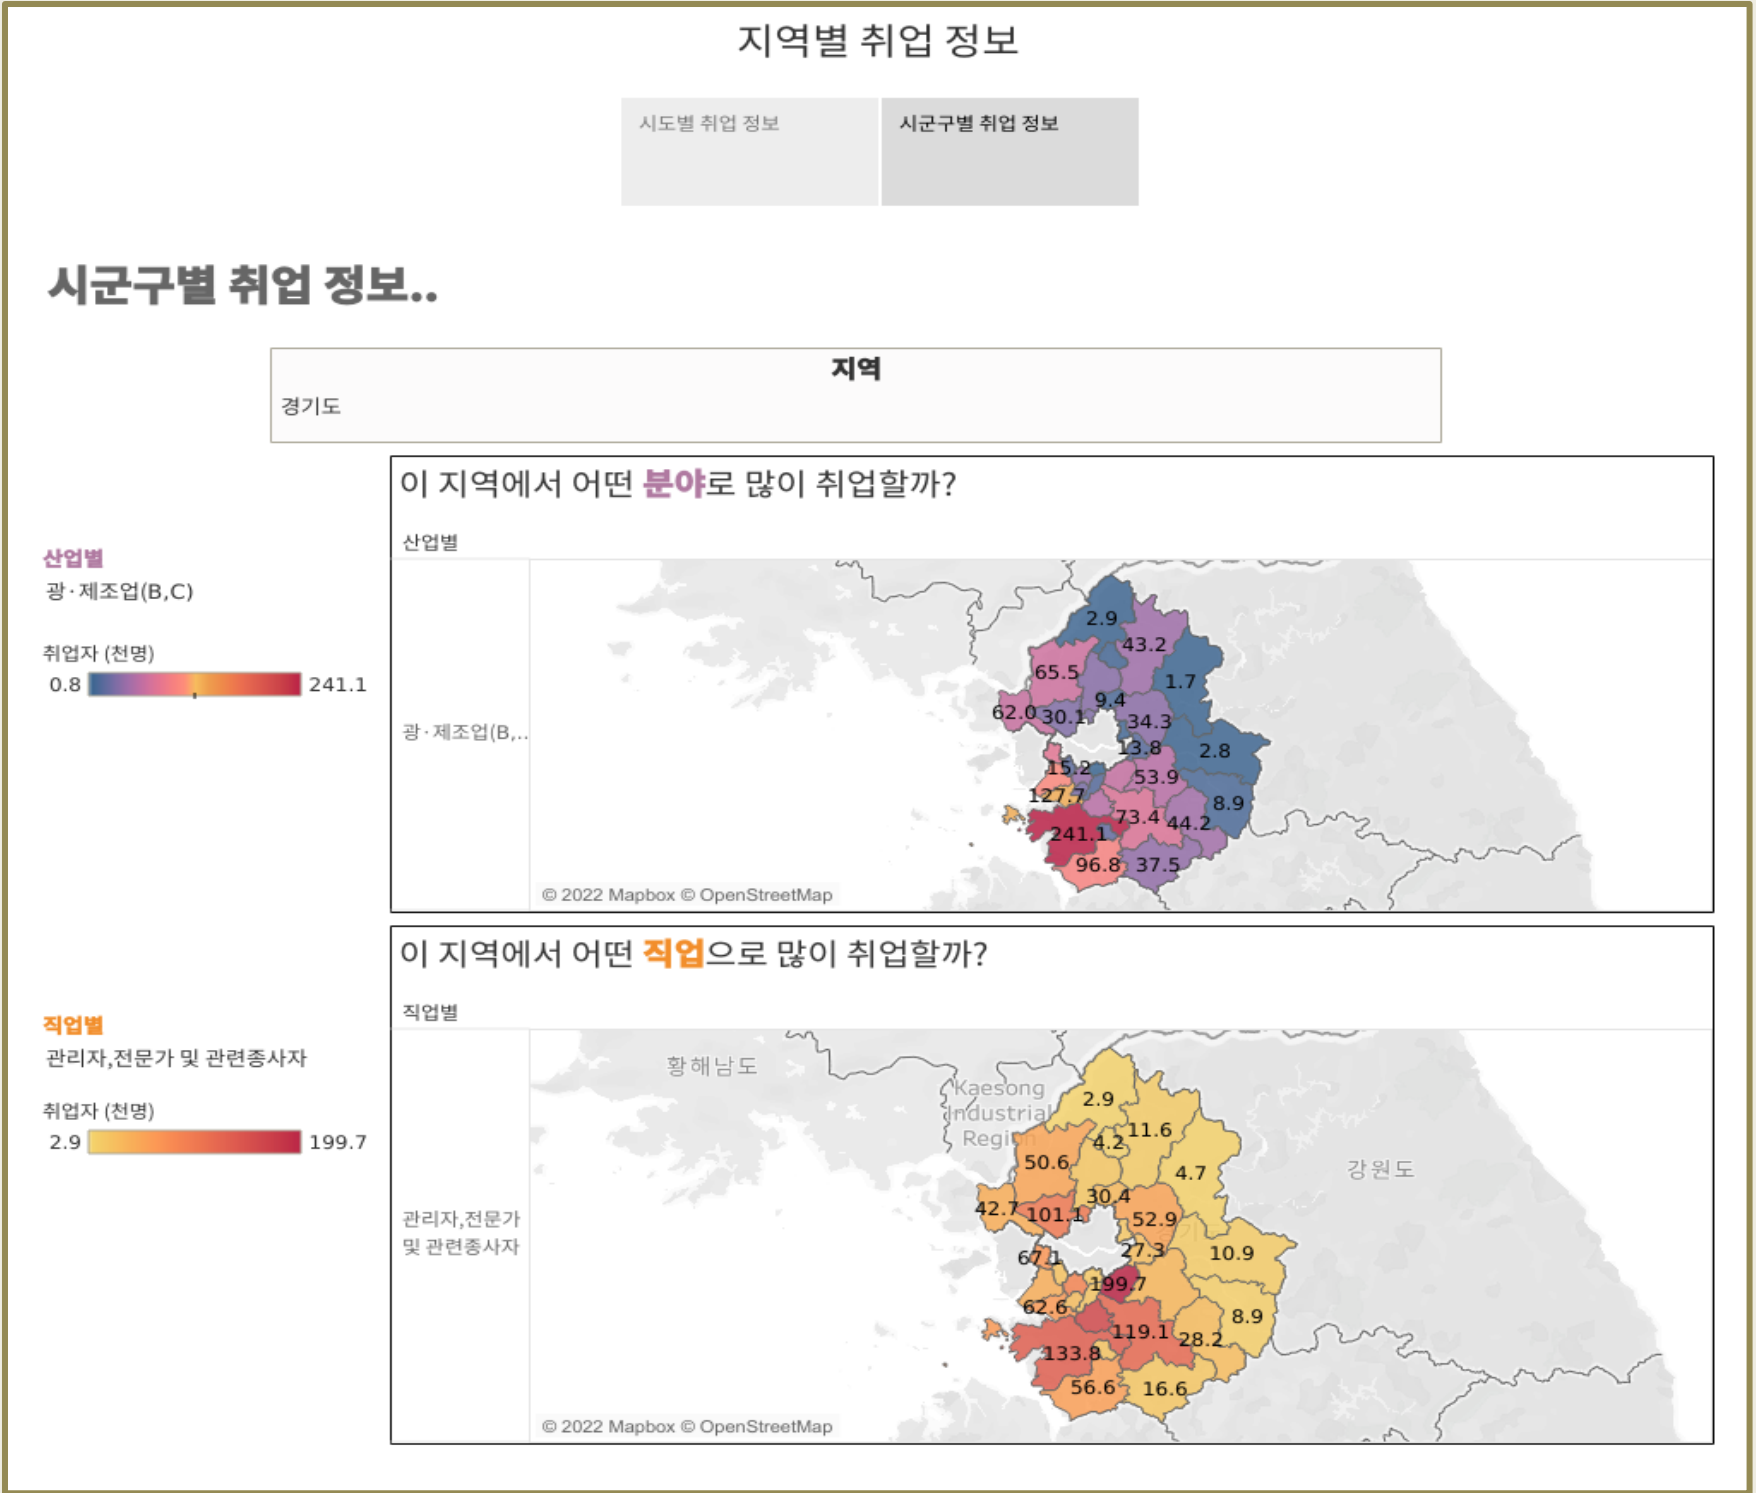 지역별 취업 정보
시도별 취업 정보
시군구별 취업 정보
시군구별 취업 정보..
지역
경기도
이 지역에서 어떤 분야로 많이 취업할까?
산업별
산업별
광·제조업(B,C)
취업자 (천명)
0.8
241.1
광·제조업(B,..
2.9
43.2
65.5
1.7
9.4
62.0
30.1
34.3
13.8
2.8
15.2
53.9
127.7
8.9
73.4
44.2
241.1
96.8
37.5
© 2022 Mapbox © OpenStreetMap
이 지역에서 어떤 직업으로 많이 취업할까?
직업별
직업별
관리자,전문가 및 관련종사자
취업자 (천명)
2.9
199.7
관리자,전문가
및 관련종사자
황해남도
Kaesong
Industrial
Region
강원도
2.9
11.6
4.2
50.6
4.7
30.4
42.7
101.1
52.9
27.3
10.9
67.1
199.7
62.6
8.9
119.1
28.2
133.8
56.6
16.6
© 2022 Mapbox © OpenStreetMap